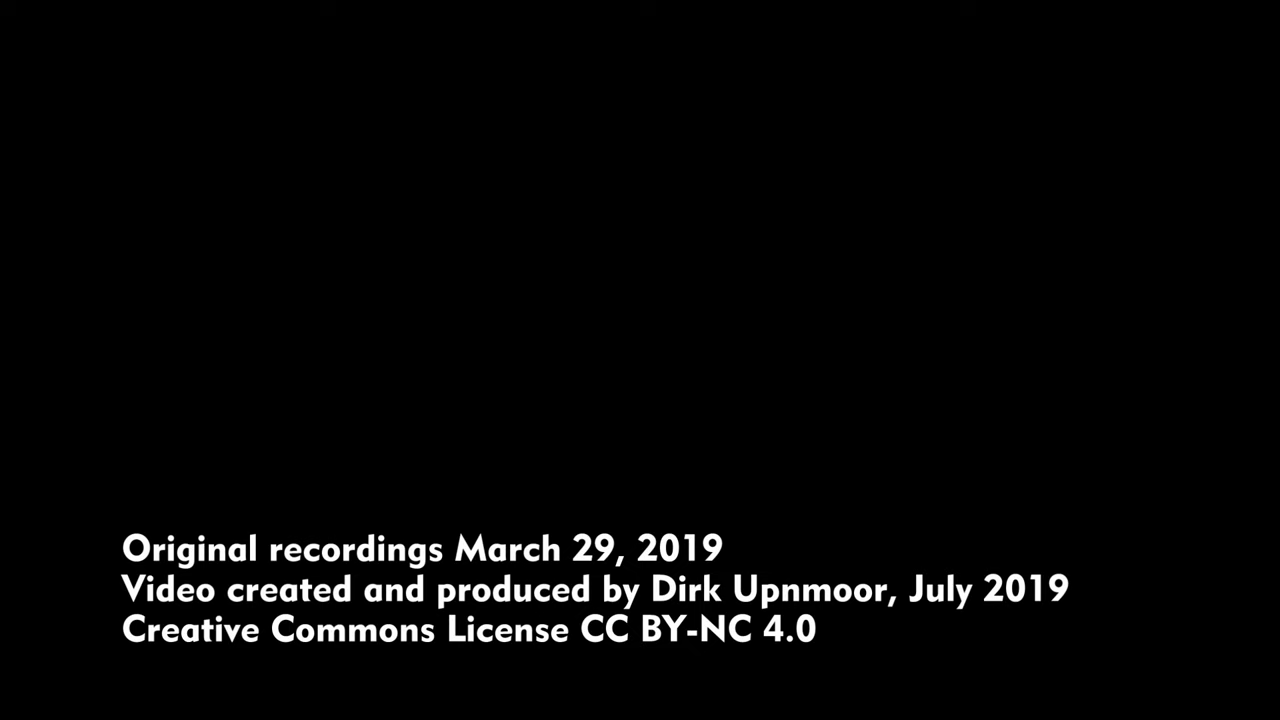 Original recordings March 29, 2019
Video created and produced by Dirk Upnmoor, July 2019
Creative Commons License CC BY-NC 4.0